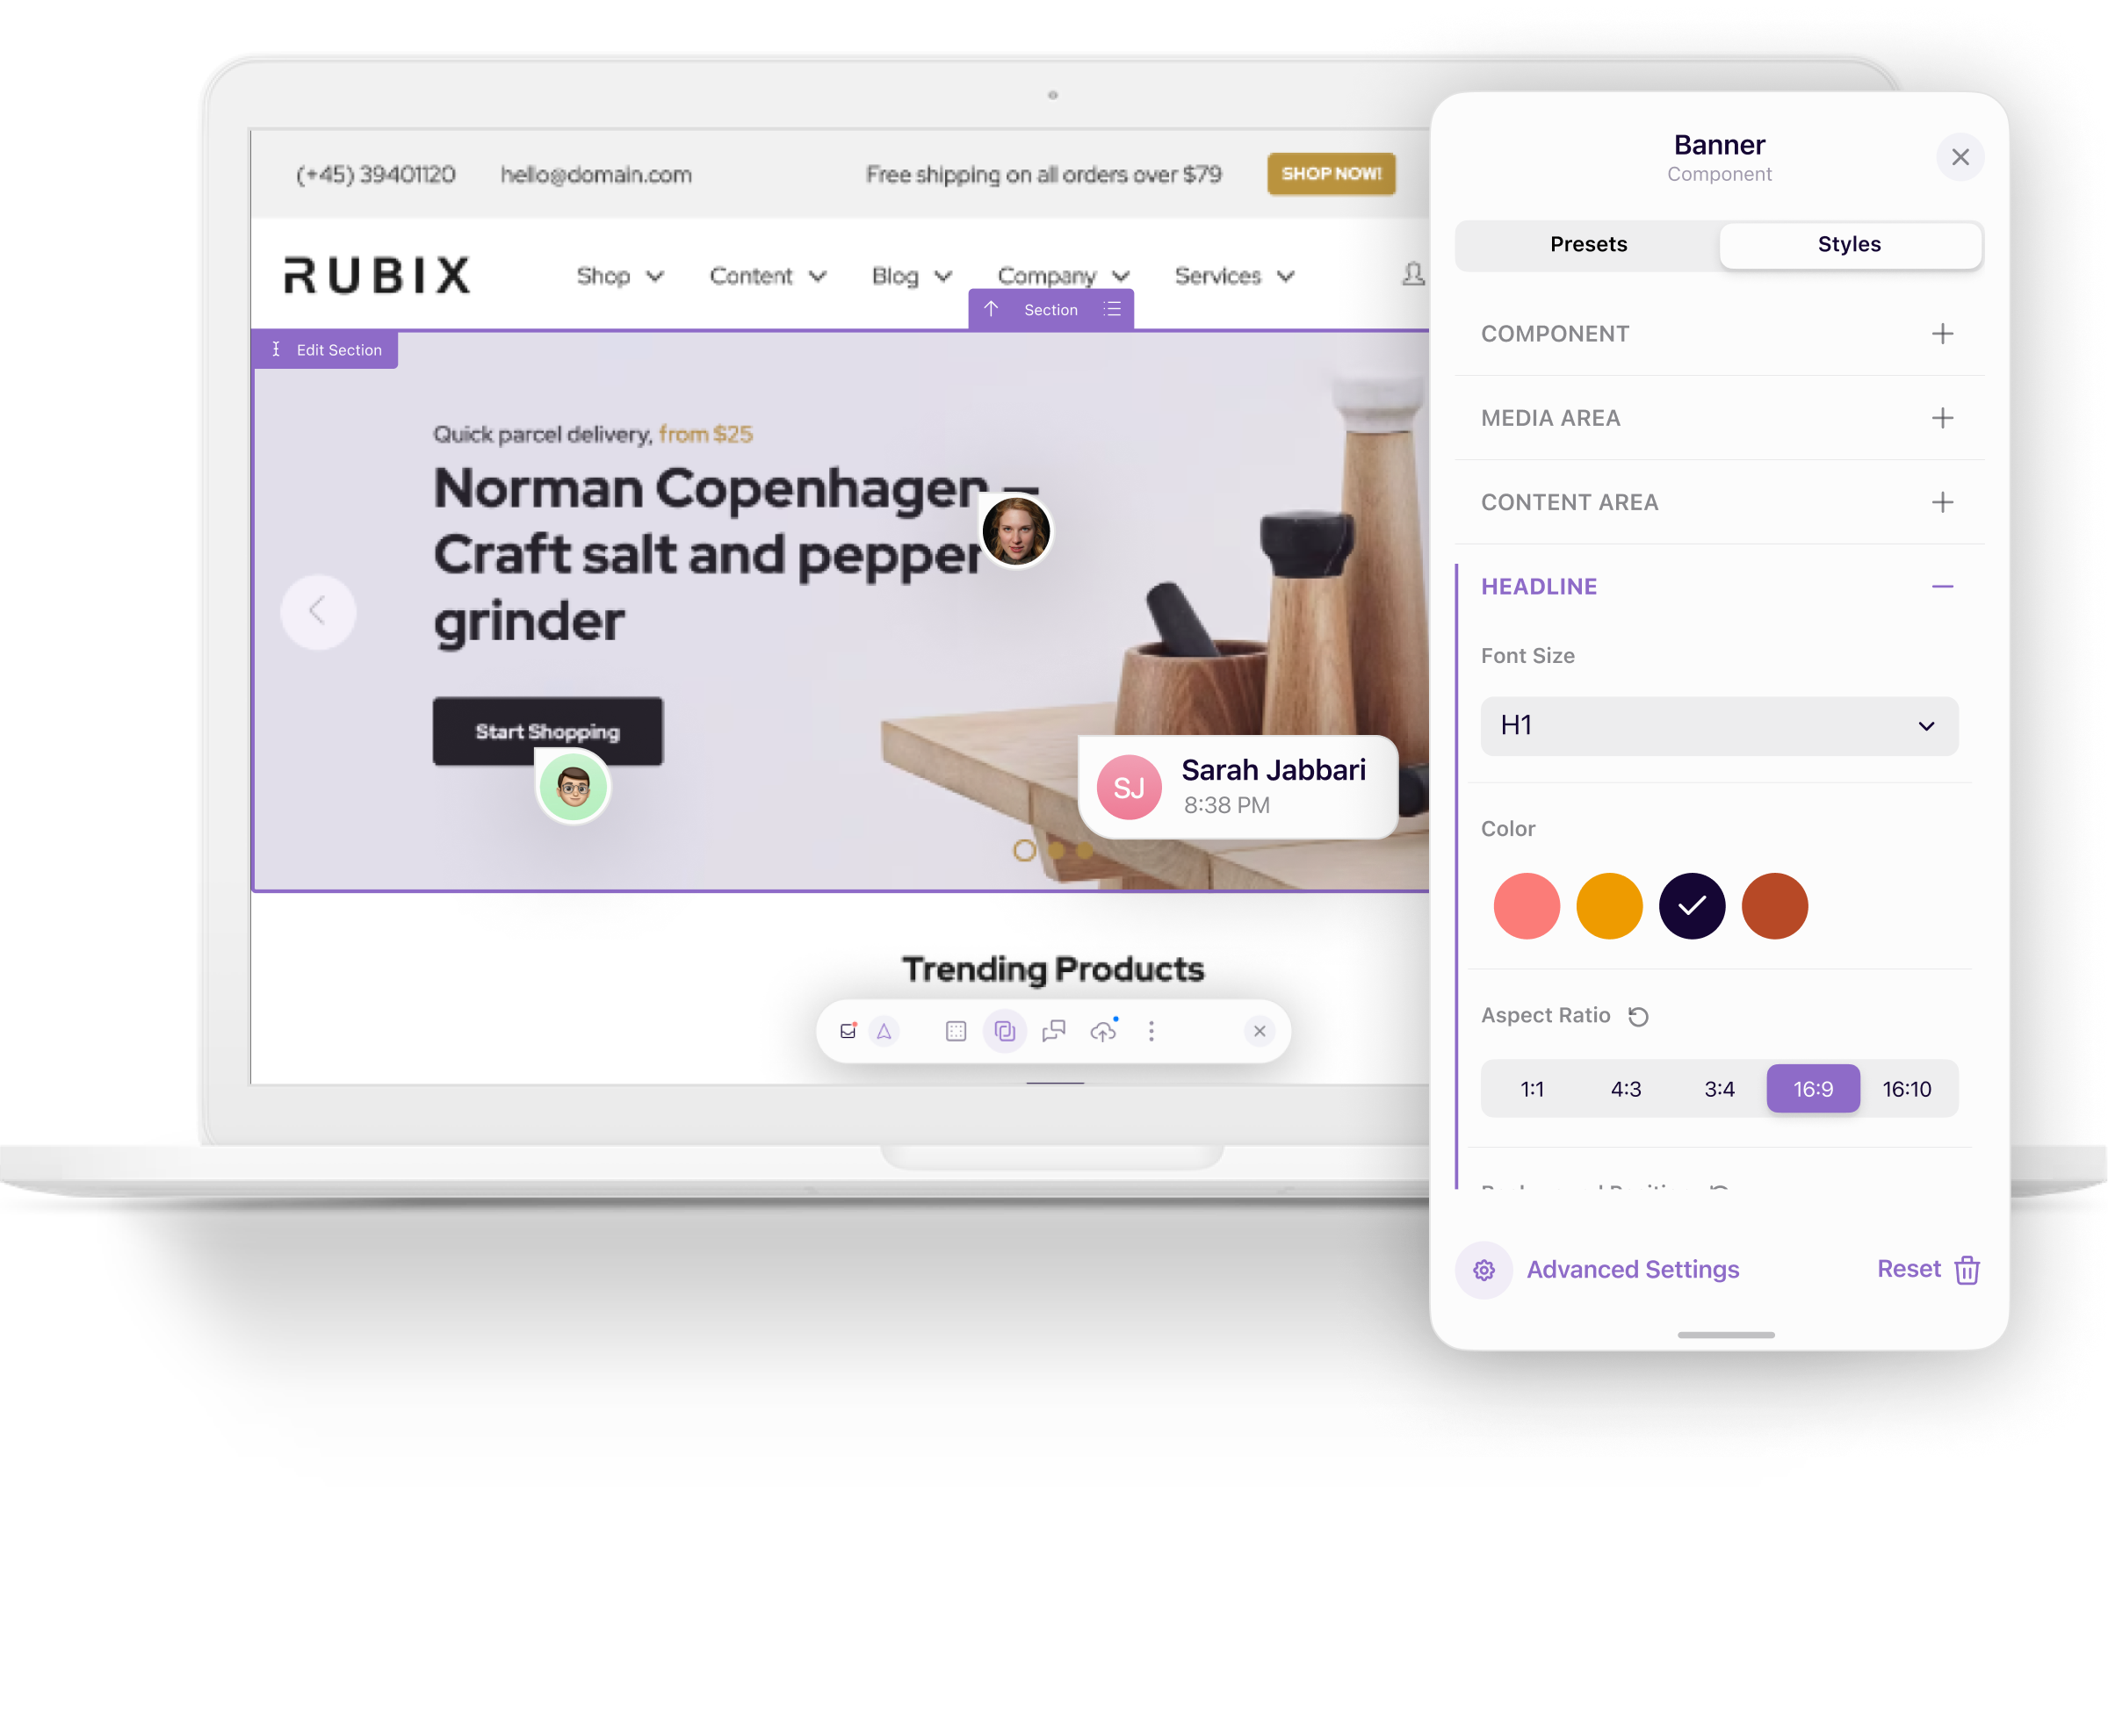 (+45) 39401120 hello@domain.com Free shipping on all orders over $79 SHOP NOW!
RUBIX Shop Content Blog Company Services
Section
Edit Section
Quick parcel delivery, from $25
Norman Copenhagen –
Craft salt and pepper
grinder
Start Shopping
SJ Sarah Jabbari
8:38 PM
Trending Products
Banner
Component
Presets Styles
COMPONENT
MEDIA AREA
CONTENT AREA
HEADLINE
Font Size
H1
Color
Aspect Ratio
1:1 4:3 3:4 16:9 16:10
Advanced Settings Reset